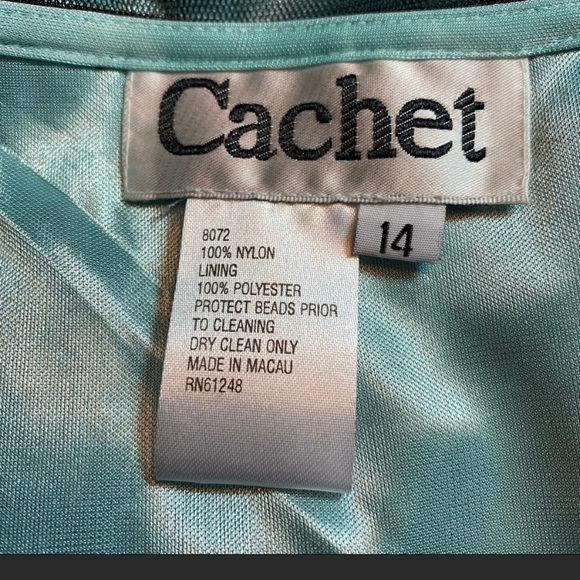 Cachet
14
8072
100% NYLON
LINING
100% POLYESTER
PROTECT BEADS PRIOR
TO CLEANING
DRY CLEAN ONLY
MADE IN MACAU
RN61248